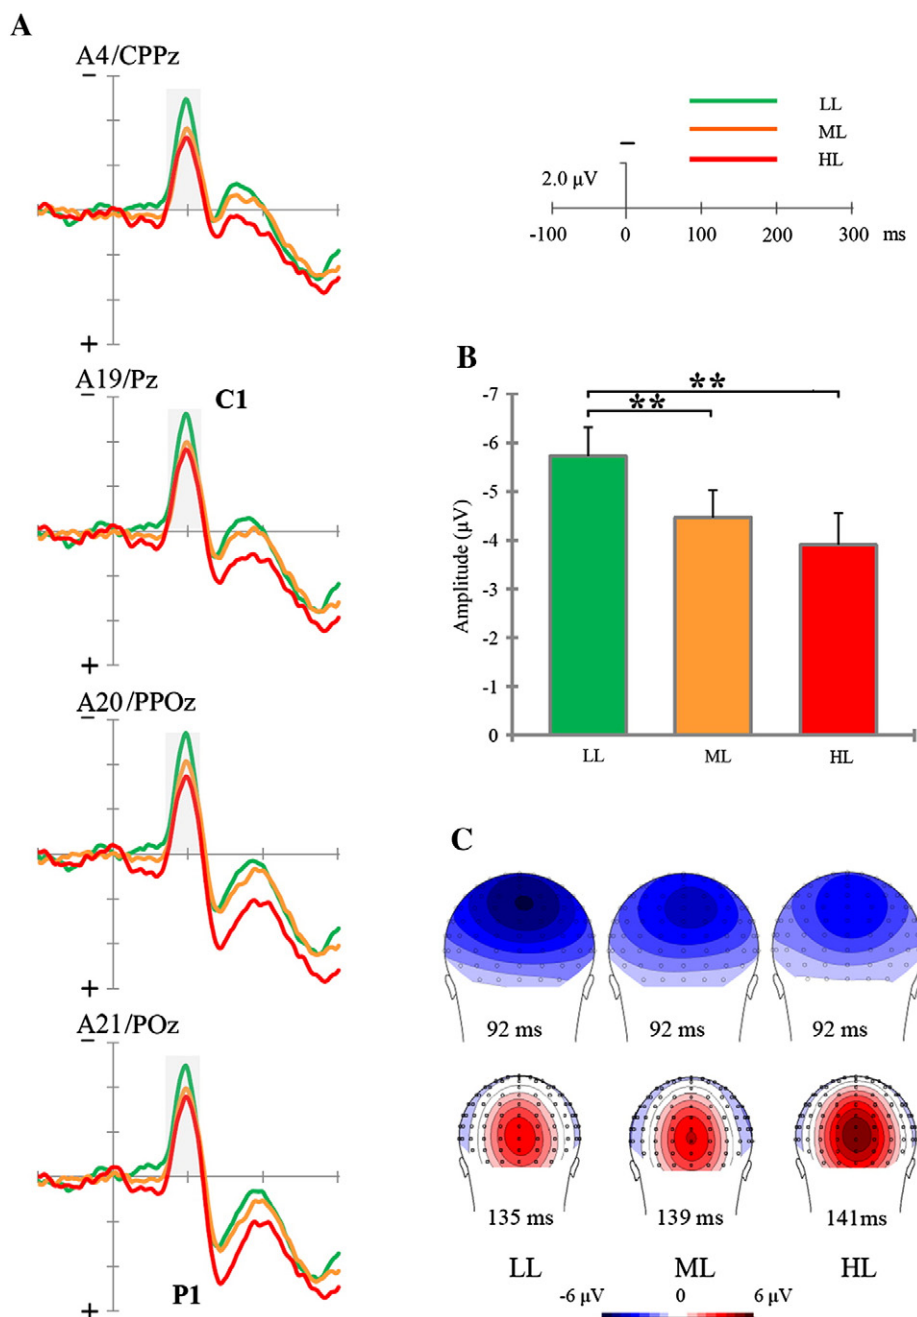 A
A4/CPPz
−
+
LL
ML
HL
−
2.0 µV
-100 0 100 200 300 ms
A19/Pz
−
C1
+
B
** **
-7
-6
-5
-4
-3
-2
-1
0
Amplitude (µV)
LL ML HL
A20/PPOz
−
+
A21/POz
−
P1
+
C
92 ms 92 ms 92 ms
135 ms 139 ms 141ms
LL ML HL
-6 µV 0 6 µV